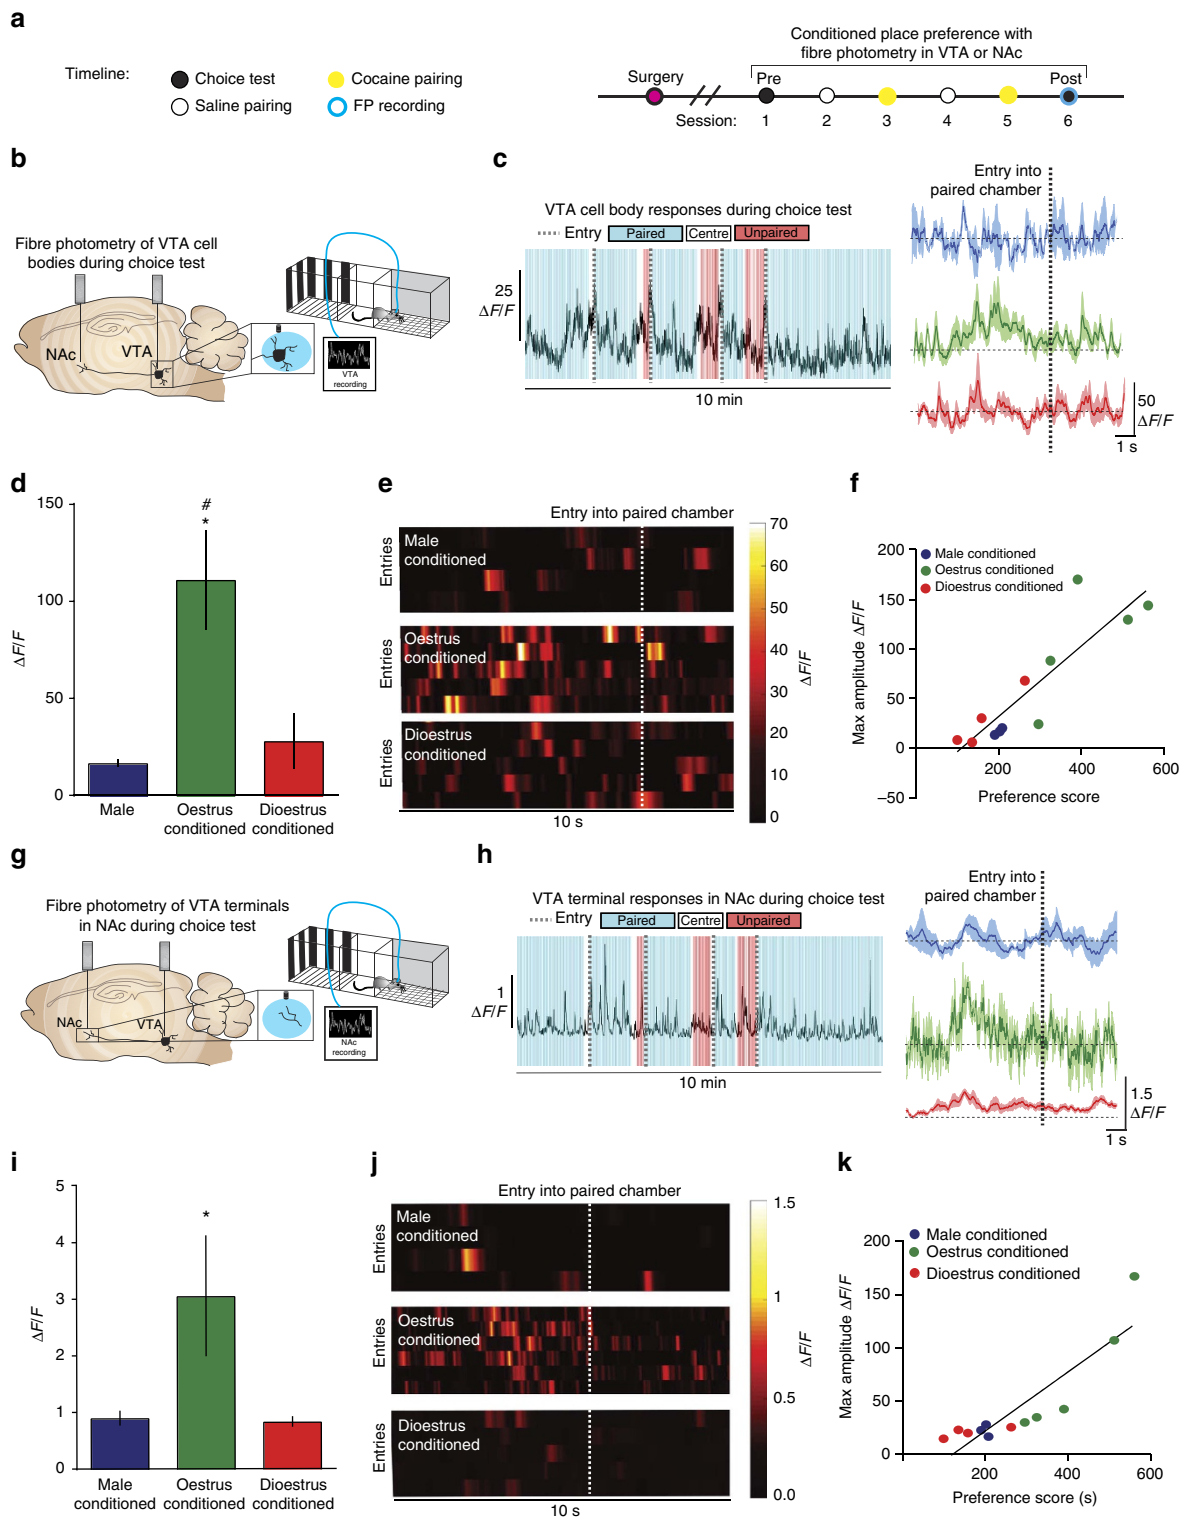 a
Timeline:
Choice test
Cocaine pairing
Saline pairing
FP recording
Conditioned place preference with
fibre photometry in VTA or NAc
Surgery
Pre
Post
Session:
1
2
3
4
5
6
b
Fibre photometry of VTA cell
bodies during choice test
NAc
VTA
VTA
recording
c
VTA cell body responses during choice test
Entry
Paired
Centre
Unpaired
25
ΔF/F
10 min
Entry into
paired chamber
50
ΔF/F
1 s
d
150
100
50
0
ΔF/F
#
*
Male
Oestrus
conditioned
Dioestrus
conditioned
e
Entry into paired chamber
Entries
Male
conditioned
Entries
Oestrus
conditioned
Entries
Dioestrus
conditioned
10 s
70
60
50
40
30
20
10
0
ΔF/F
f
Male conditioned
Oestrus conditioned
Dioestrus conditioned
200
150
100
50
0
–50
Max amplitude ΔF/F
200
400
600
Preference score
g
Fibre photometry of VTA terminals
in NAc during choice test
NAc
VTA
NAc
recording
h
VTA terminal responses in NAc during choice test
Entry
Paired
Centre
Unpaired
1
ΔF/F
10 min
Entry into
paired chamber
1.5
ΔF/F
1 s
i
5
4
3
2
1
0
ΔF/F
*
Male
conditioned
Oestrus
conditioned
Dioestrus
conditioned
j
Entry into paired chamber
Entries
Male
conditioned
Entries
Oestrus
conditioned
Entries
Dioestrus
conditioned
10 s
1.5
1
0.5
0.0
ΔF/F
k
Male conditioned
Oestrus conditioned
Dioestrus conditioned
200
150
100
50
0
Max amplitude ΔF/F
200
400
600
Preference score (s)